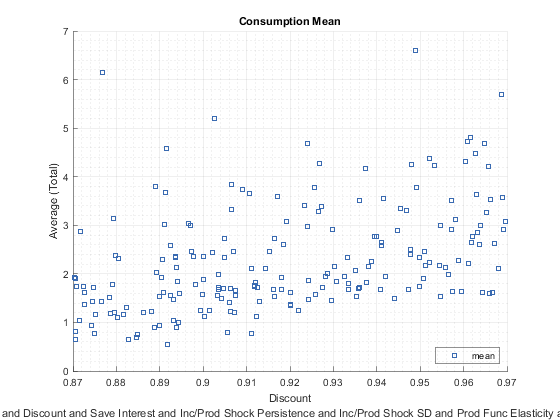 Consumption Mean
7
6
5
4
3
2
1
0
Average (Total)
0.87 0.88 0.89 0.9 0.91 0.92 0.93 0.94 0.95 0.96 0.97
mean
Discount
and Discount and Save Interest and Inc/Prod Shock Persistence and Inc/Prod Shock SD and Prod Func Elasticity